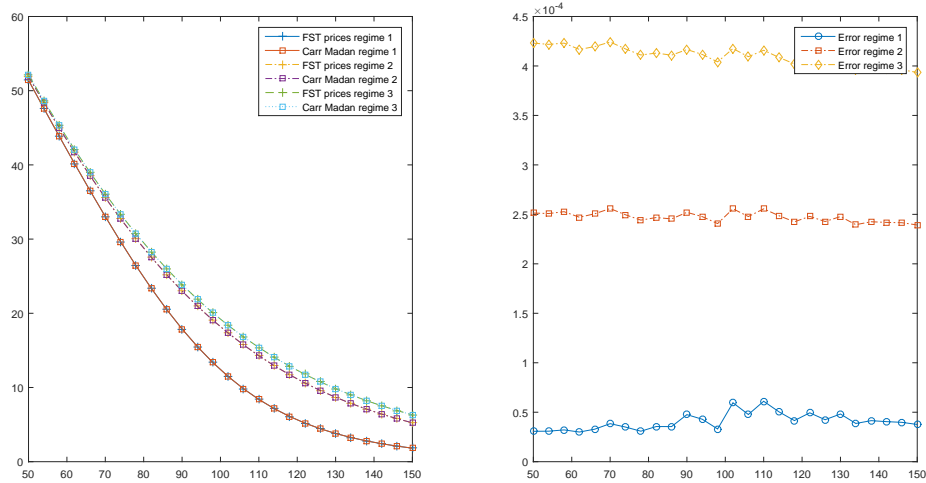 60
50
40
30
20
10
0
50 60 70 80 90 100 110 120 130 140 150
FST prices regime 1
Carr Madan regime 1
FST prices regime 2
Carr Madan regime 2
FST prices regime 3
Carr Madan regime 3
×10⁻⁴
4.5
4
3.5
3
2.5
2
1.5
1
0.5
0
50 60 70 80 90 100 110 120 130 140 150
Error regime 1
Error regime 2
Error regime 3